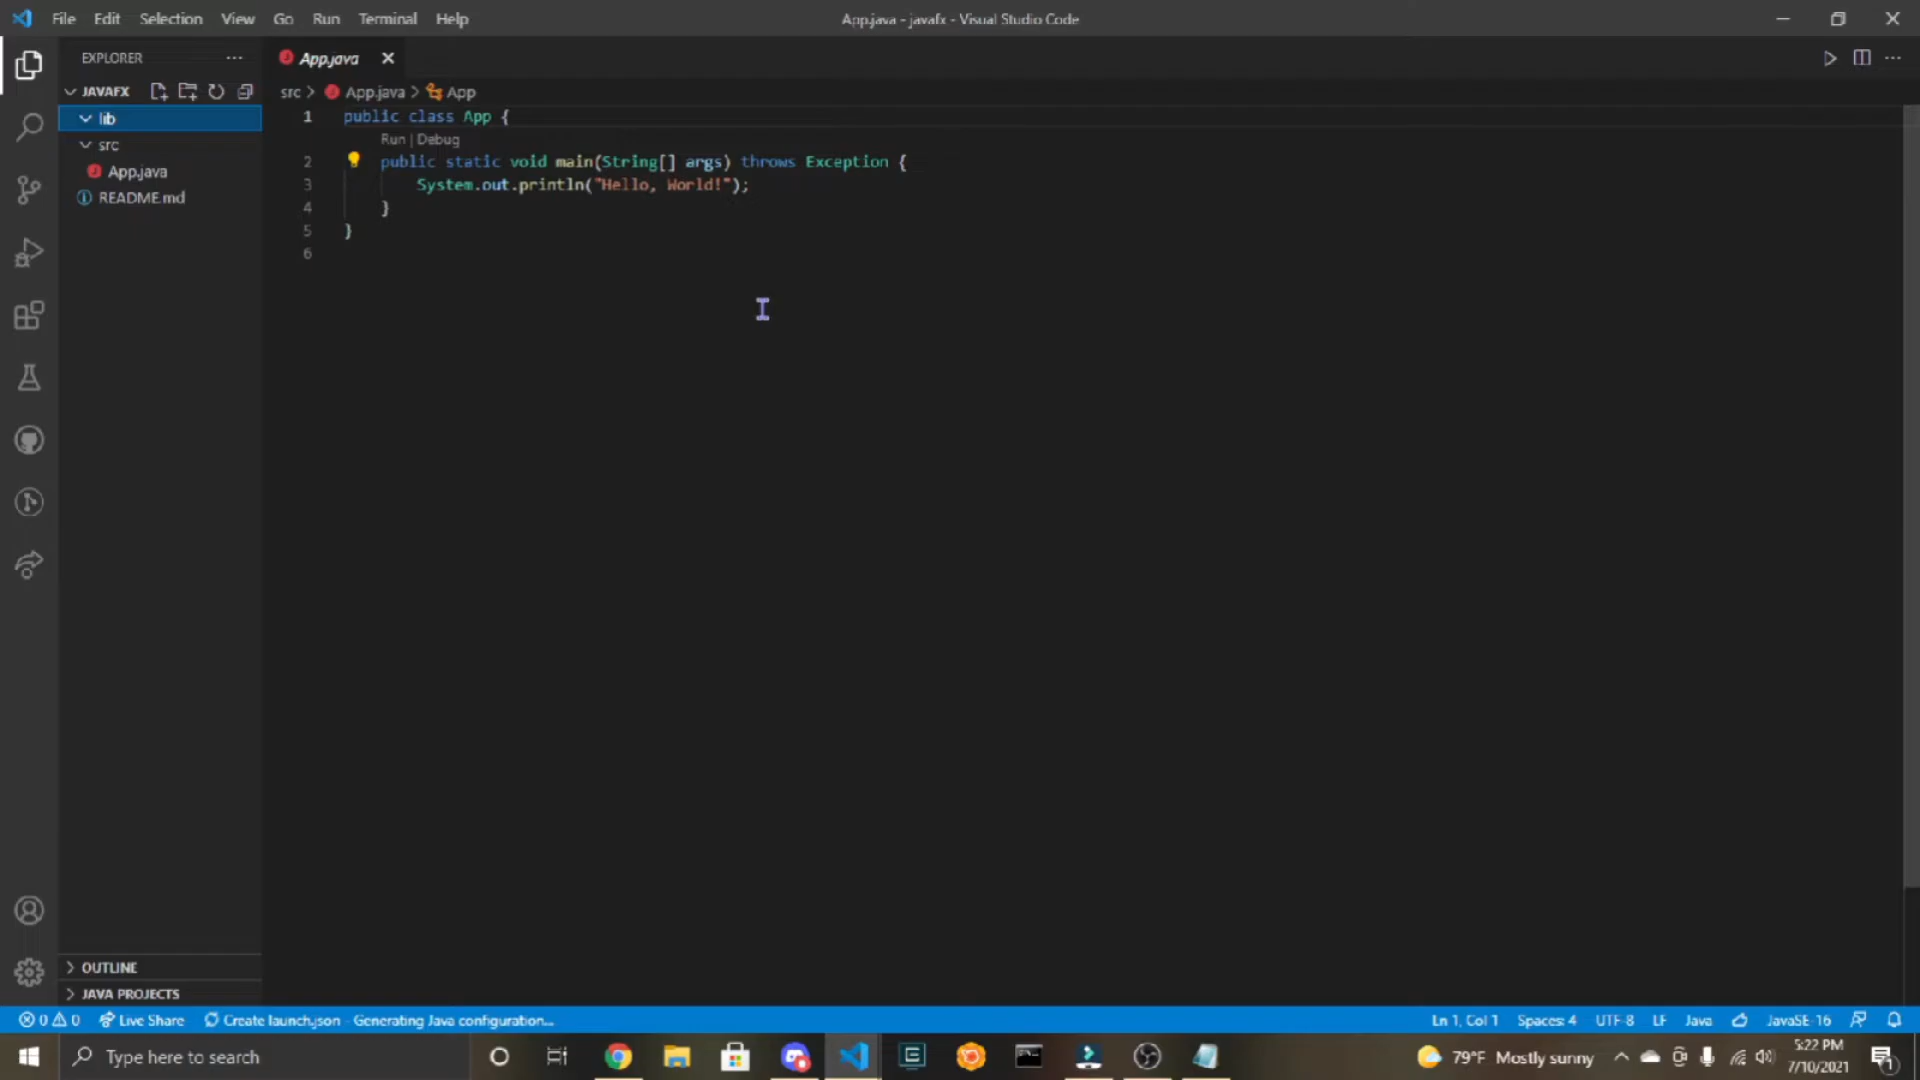 File Edit Selection View Go Run Terminal Help
App.java - javafx - Visual Studio Code
EXPLORER
App.java
JAVAFX
src > App.java > App
lib
src
App.java
README.md
1 public class App {
Run | Debug
2 public static void main(String[] args) throws Exception {
3 System.out.println("Hello, World!");
4 }
5 }
6
OUTLINE
JAVA PROJECTS
0 0 Live Share Create launch.json - Generating Java configuration...
Ln 1, Col 1 Spaces: 4 UTF-8 LF Java JavaSE-16
Type here to search
79°F Mostly sunny
5:22 PM
7/10/2021
1